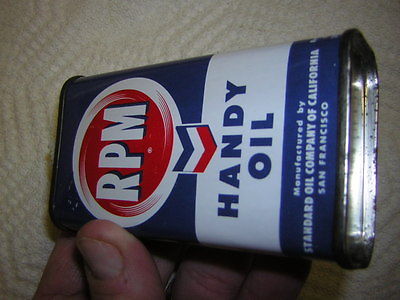 RPM
®
HANDY
OIL
Manufactured by
STANDARD OIL COMPANY OF CALIFORNIA
SAN FRANCISCO